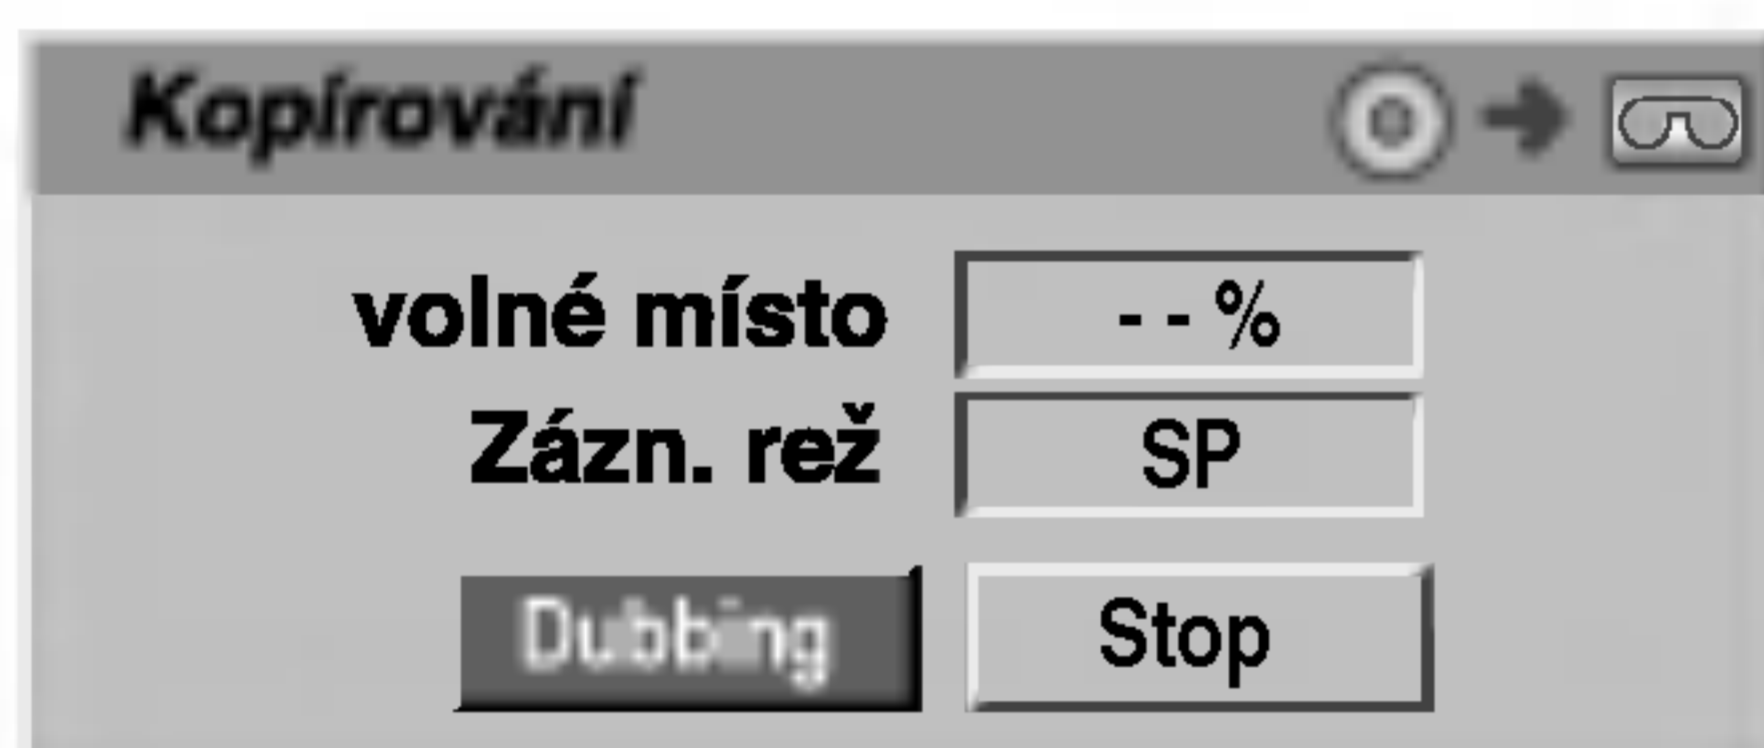 Kopírování
volné místo - - %
Zázn. rež SP
Dubbing Stop